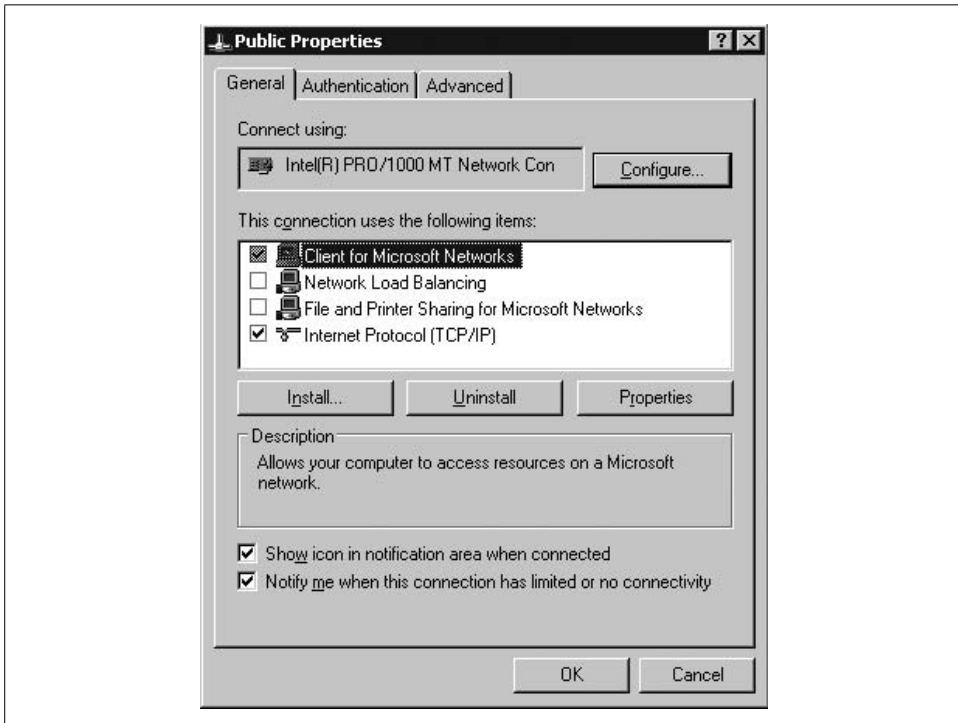 Public Properties
General Authentication Advanced
Connect using:
Intel(R) PRO/1000 MT Network Con
Configure...
This connection uses the following items:
Client for Microsoft Networks
Network Load Balancing
File and Printer Sharing for Microsoft Networks
Internet Protocol (TCP/IP)
Install... Uninstall Properties
Description
Allows your computer to access resources on a Microsoft
network.
Show icon in notification area when connected
Notify me when this connection has limited or no connectivity
OK Cancel